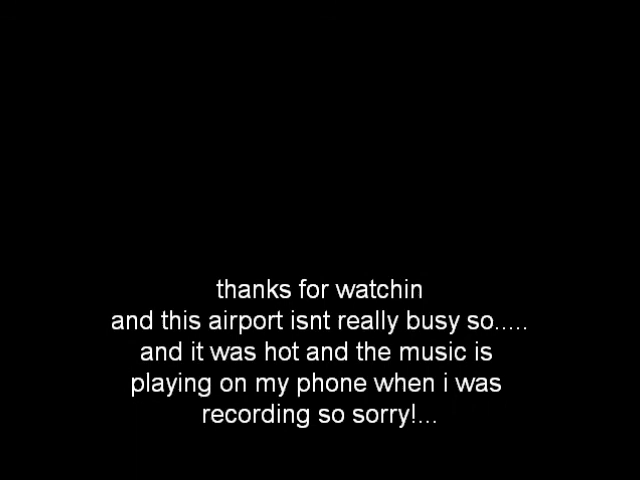 thanks for watchin
and this airport isnt really busy so.....
and it was hot and the music is
playing on my phone when i was
recording so sorry!...